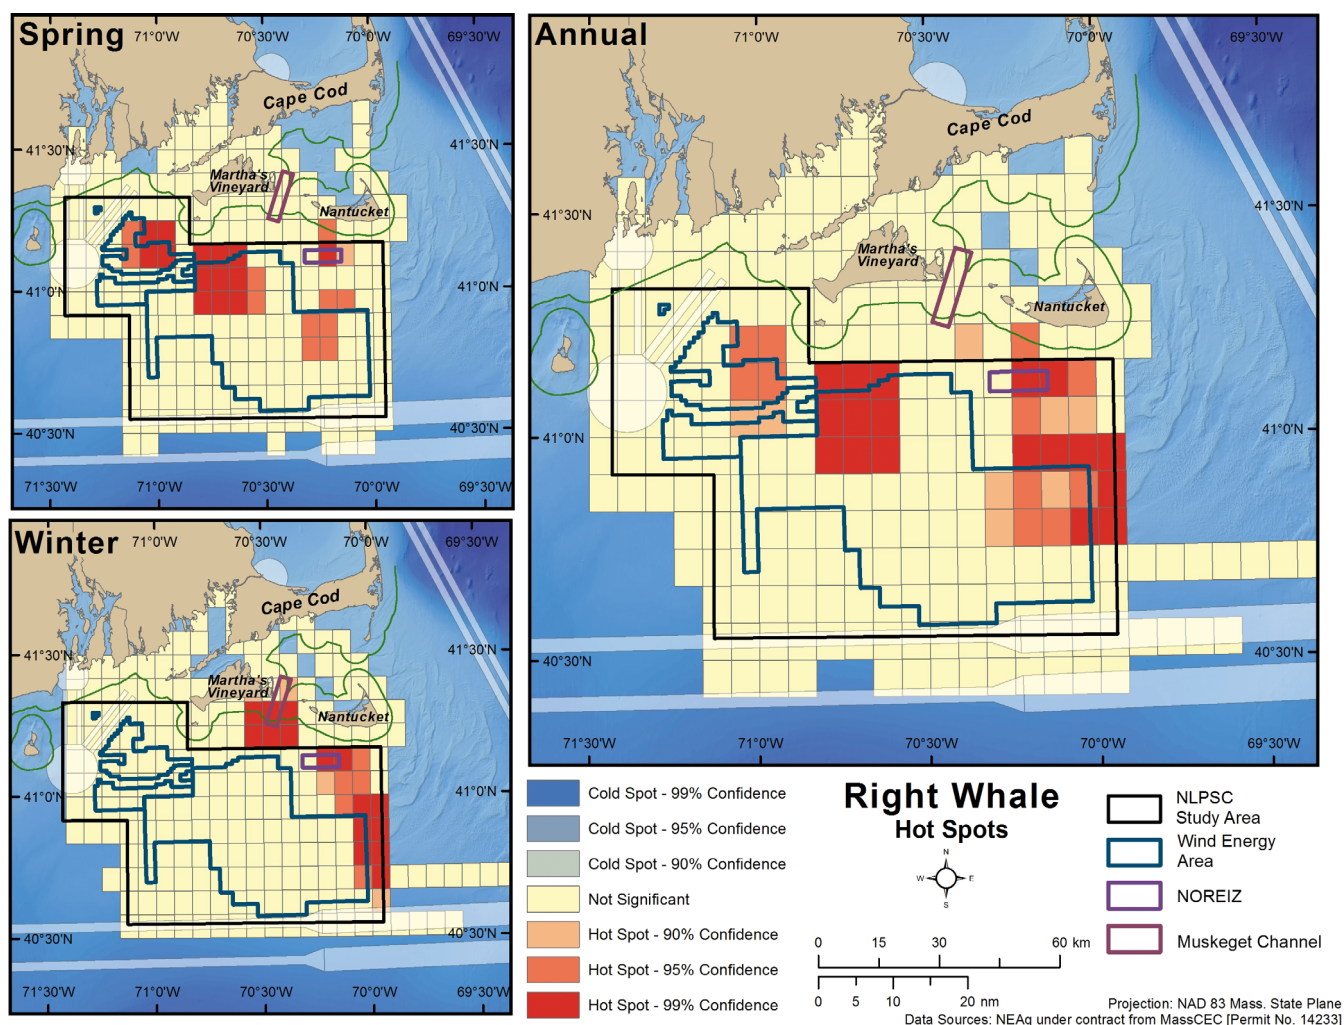 Spring
71°0'W
70°30'W
70°0'W
69°30'W
Cape Cod
41°30'N
41°30'N
Martha's
Vineyard
Nantucket
41°0'N
41°0'N
40°30'N
40°30'N
71°30'W
71°0'W
70°30'W
70°0'W
69°30'W
Annual
71°0'W
70°30'W
70°0'W
69°30'W
Cape Cod
41°30'N
41°30'N
Martha's
Vineyard
Nantucket
41°0'N
41°0'N
40°30'N
40°30'N
71°30'W
71°0'W
70°30'W
70°0'W
69°30'W
Winter
71°0'W
70°30'W
70°0'W
69°30'W
Cape Cod
41°30'N
41°30'N
Martha's
Vineyard
Nantucket
41°0'N
41°0'N
40°30'N
40°30'N
71°30'W
71°0'W
70°30'W
70°0'W
69°30'W
Cold Spot - 99% Confidence
Cold Spot - 95% Confidence
Cold Spot - 90% Confidence
Not Significant
Hot Spot - 90% Confidence
Hot Spot - 95% Confidence
Hot Spot - 99% Confidence
Right Whale
Hot Spots
N
W E
S
0 15 30 60 km
0 5 10 20 nm
NLPSC
Study Area
Wind Energy
Area
NOREIZ
Muskeget Channel
Projection: NAD 83 Mass. State Plane
Data Sources: NEAq under contract from MassCEC [Permit No. 14233]